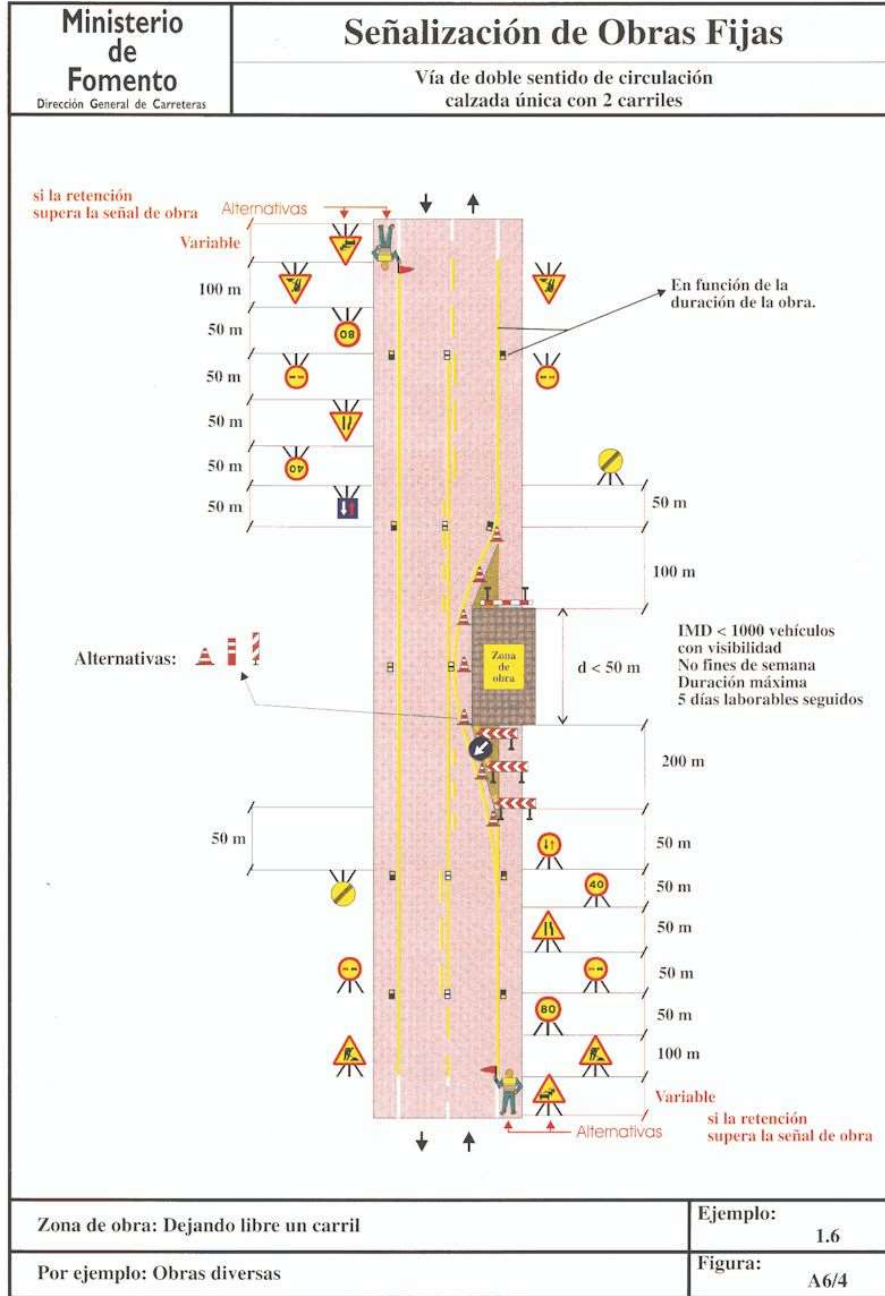 Ministerio
de
Fomento
Dirección General de Carreteras
Señalización de Obras Fijas
Vía de doble sentido de circulación
calzada única con 2 carriles
si la retención
supera la señal de obra
Alternativas
Variable
100 m
50 m
50 m
50 m
50 m
50 m
80
40
En función de la
duración de la obra.
50 m
100 m
Alternativas:
Zona
de
obra
d < 50 m
IMD < 1000 vehículos
con visibilidad
No fines de semana
Duración máxima
5 días laborables seguidos
200 m
50 m
50 m
50 m
40
50 m
50 m
50 m
80
100 m
Variable
Alternativas
si la retención
supera la señal de obra
Zona de obra: Dejando libre un carril
Ejemplo:
1.6
Por ejemplo: Obras diversas
Figura:
A6/4